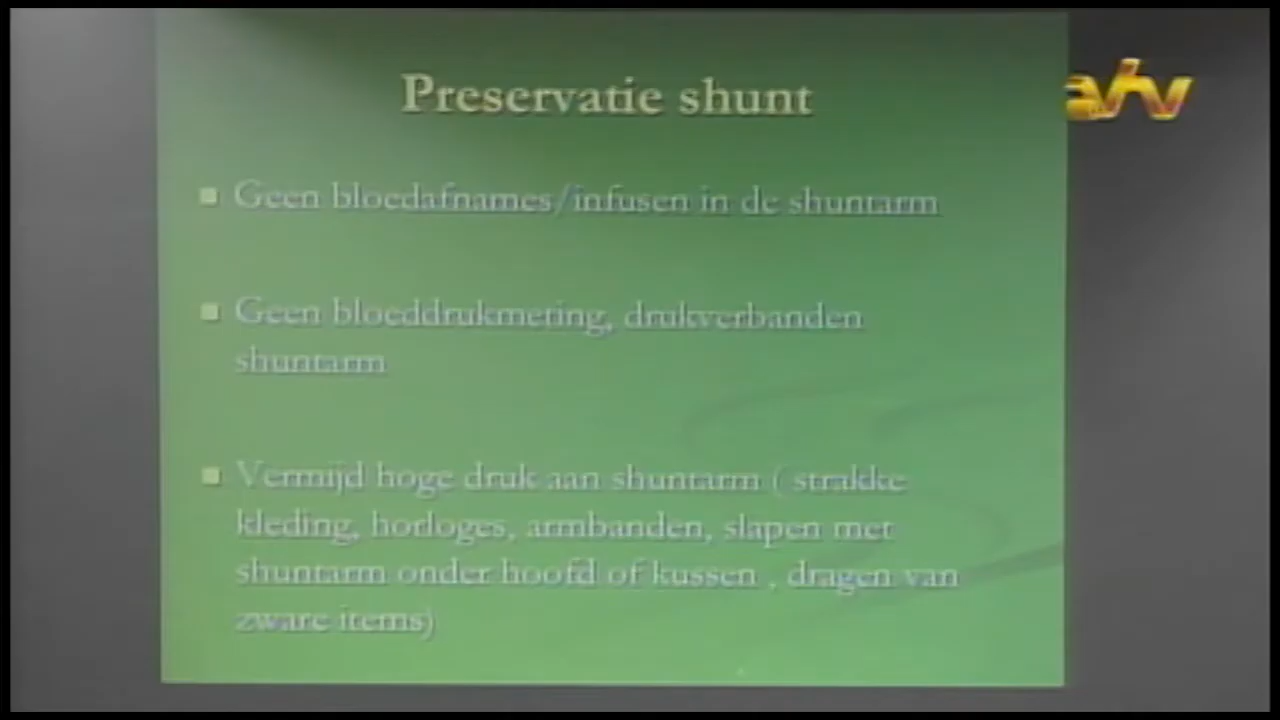 Preservatie shunt
atv
Geen bloedafnames/infusen in de shuntarm
Geen bloeddrukmeting, drukverbanden
shuntarm
Vermijd hoge druk aan shuntarm ( strakke
kleding, horloges, armbanden, slapen met
shuntarm onder hoofd of kussen , dragen van
zware items)